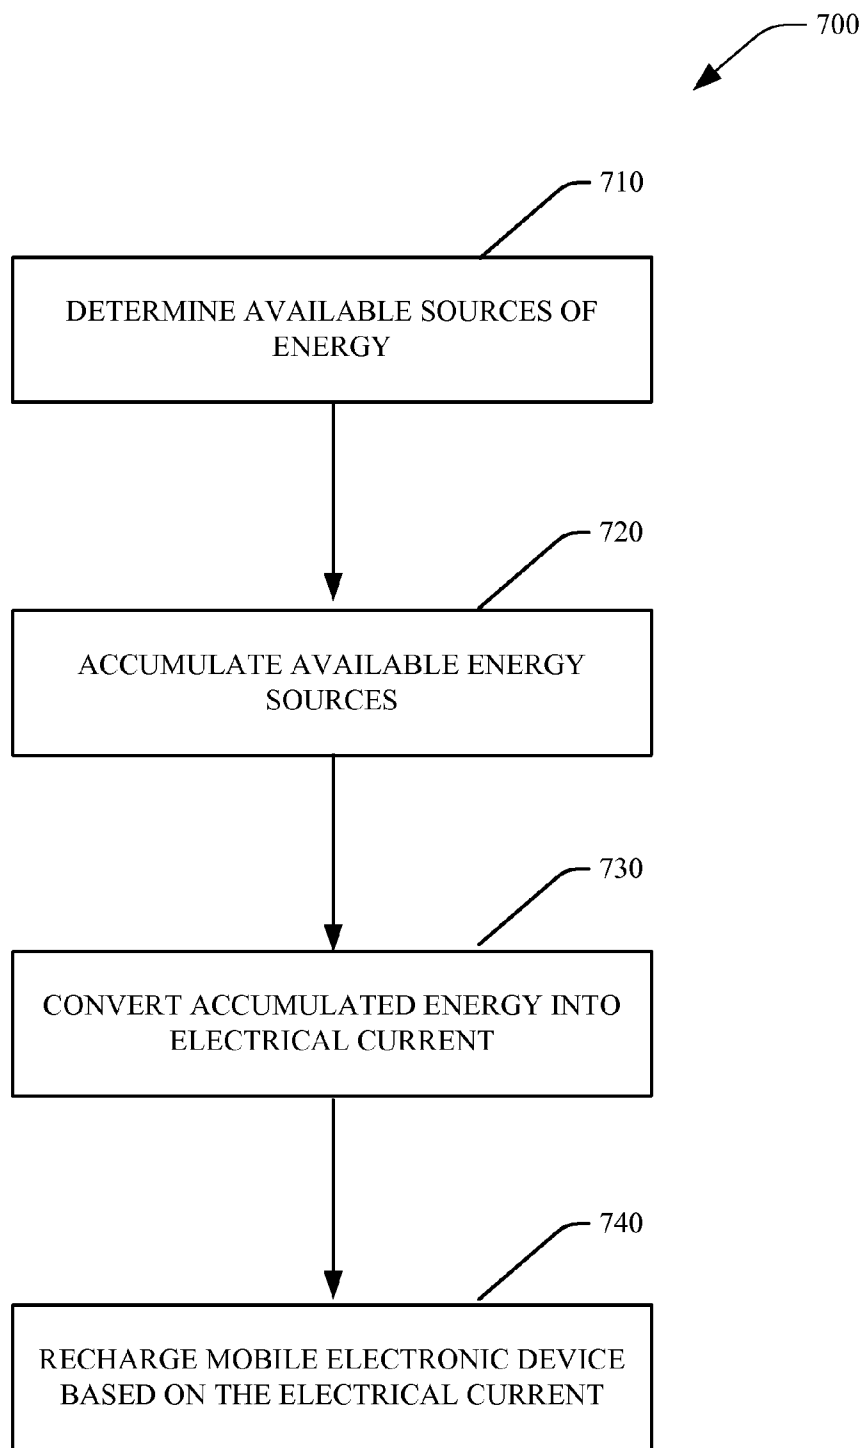 700
710
DETERMINE AVAILABLE SOURCES OF
ENERGY
720
ACCUMULATE AVAILABLE ENERGY
SOURCES
730
CONVERT ACCUMULATED ENERGY INTO
ELECTRICAL CURRENT
740
RECHARGE MOBILE ELECTRONIC DEVICE
BASED ON THE ELECTRICAL CURRENT